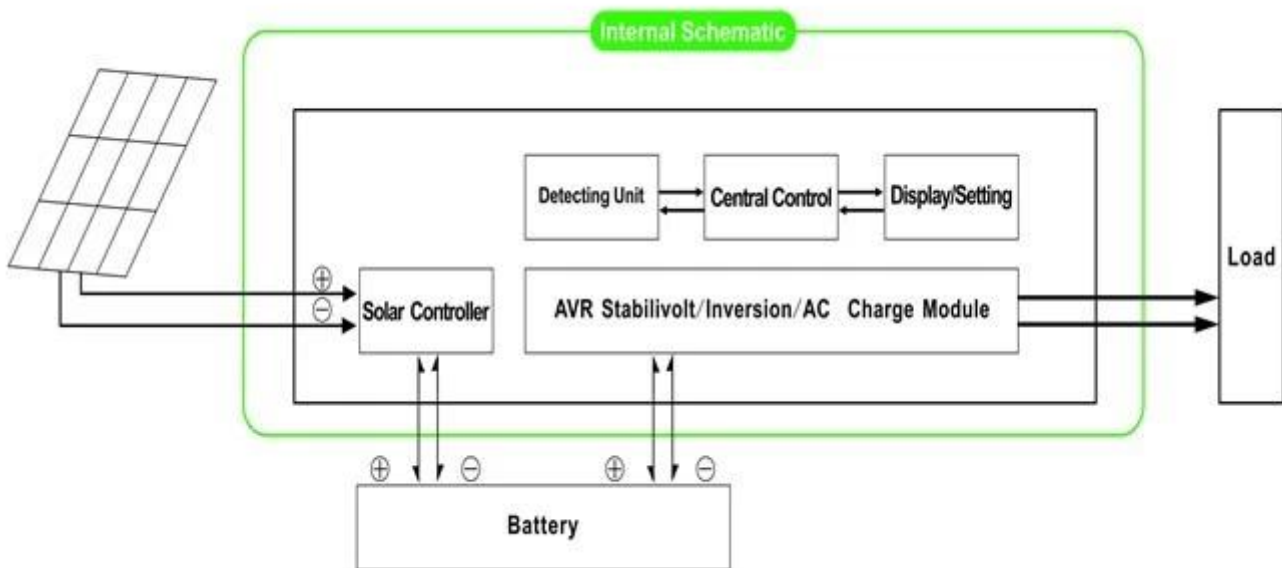 Internal Schematic
Detecting Unit
Central Control
Display/Setting
⊕
⊖
Solar Controller
AVR Stabilivolt/Inversion/AC Charge Module
Load
⊕
⊖
⊕
⊖
Battery